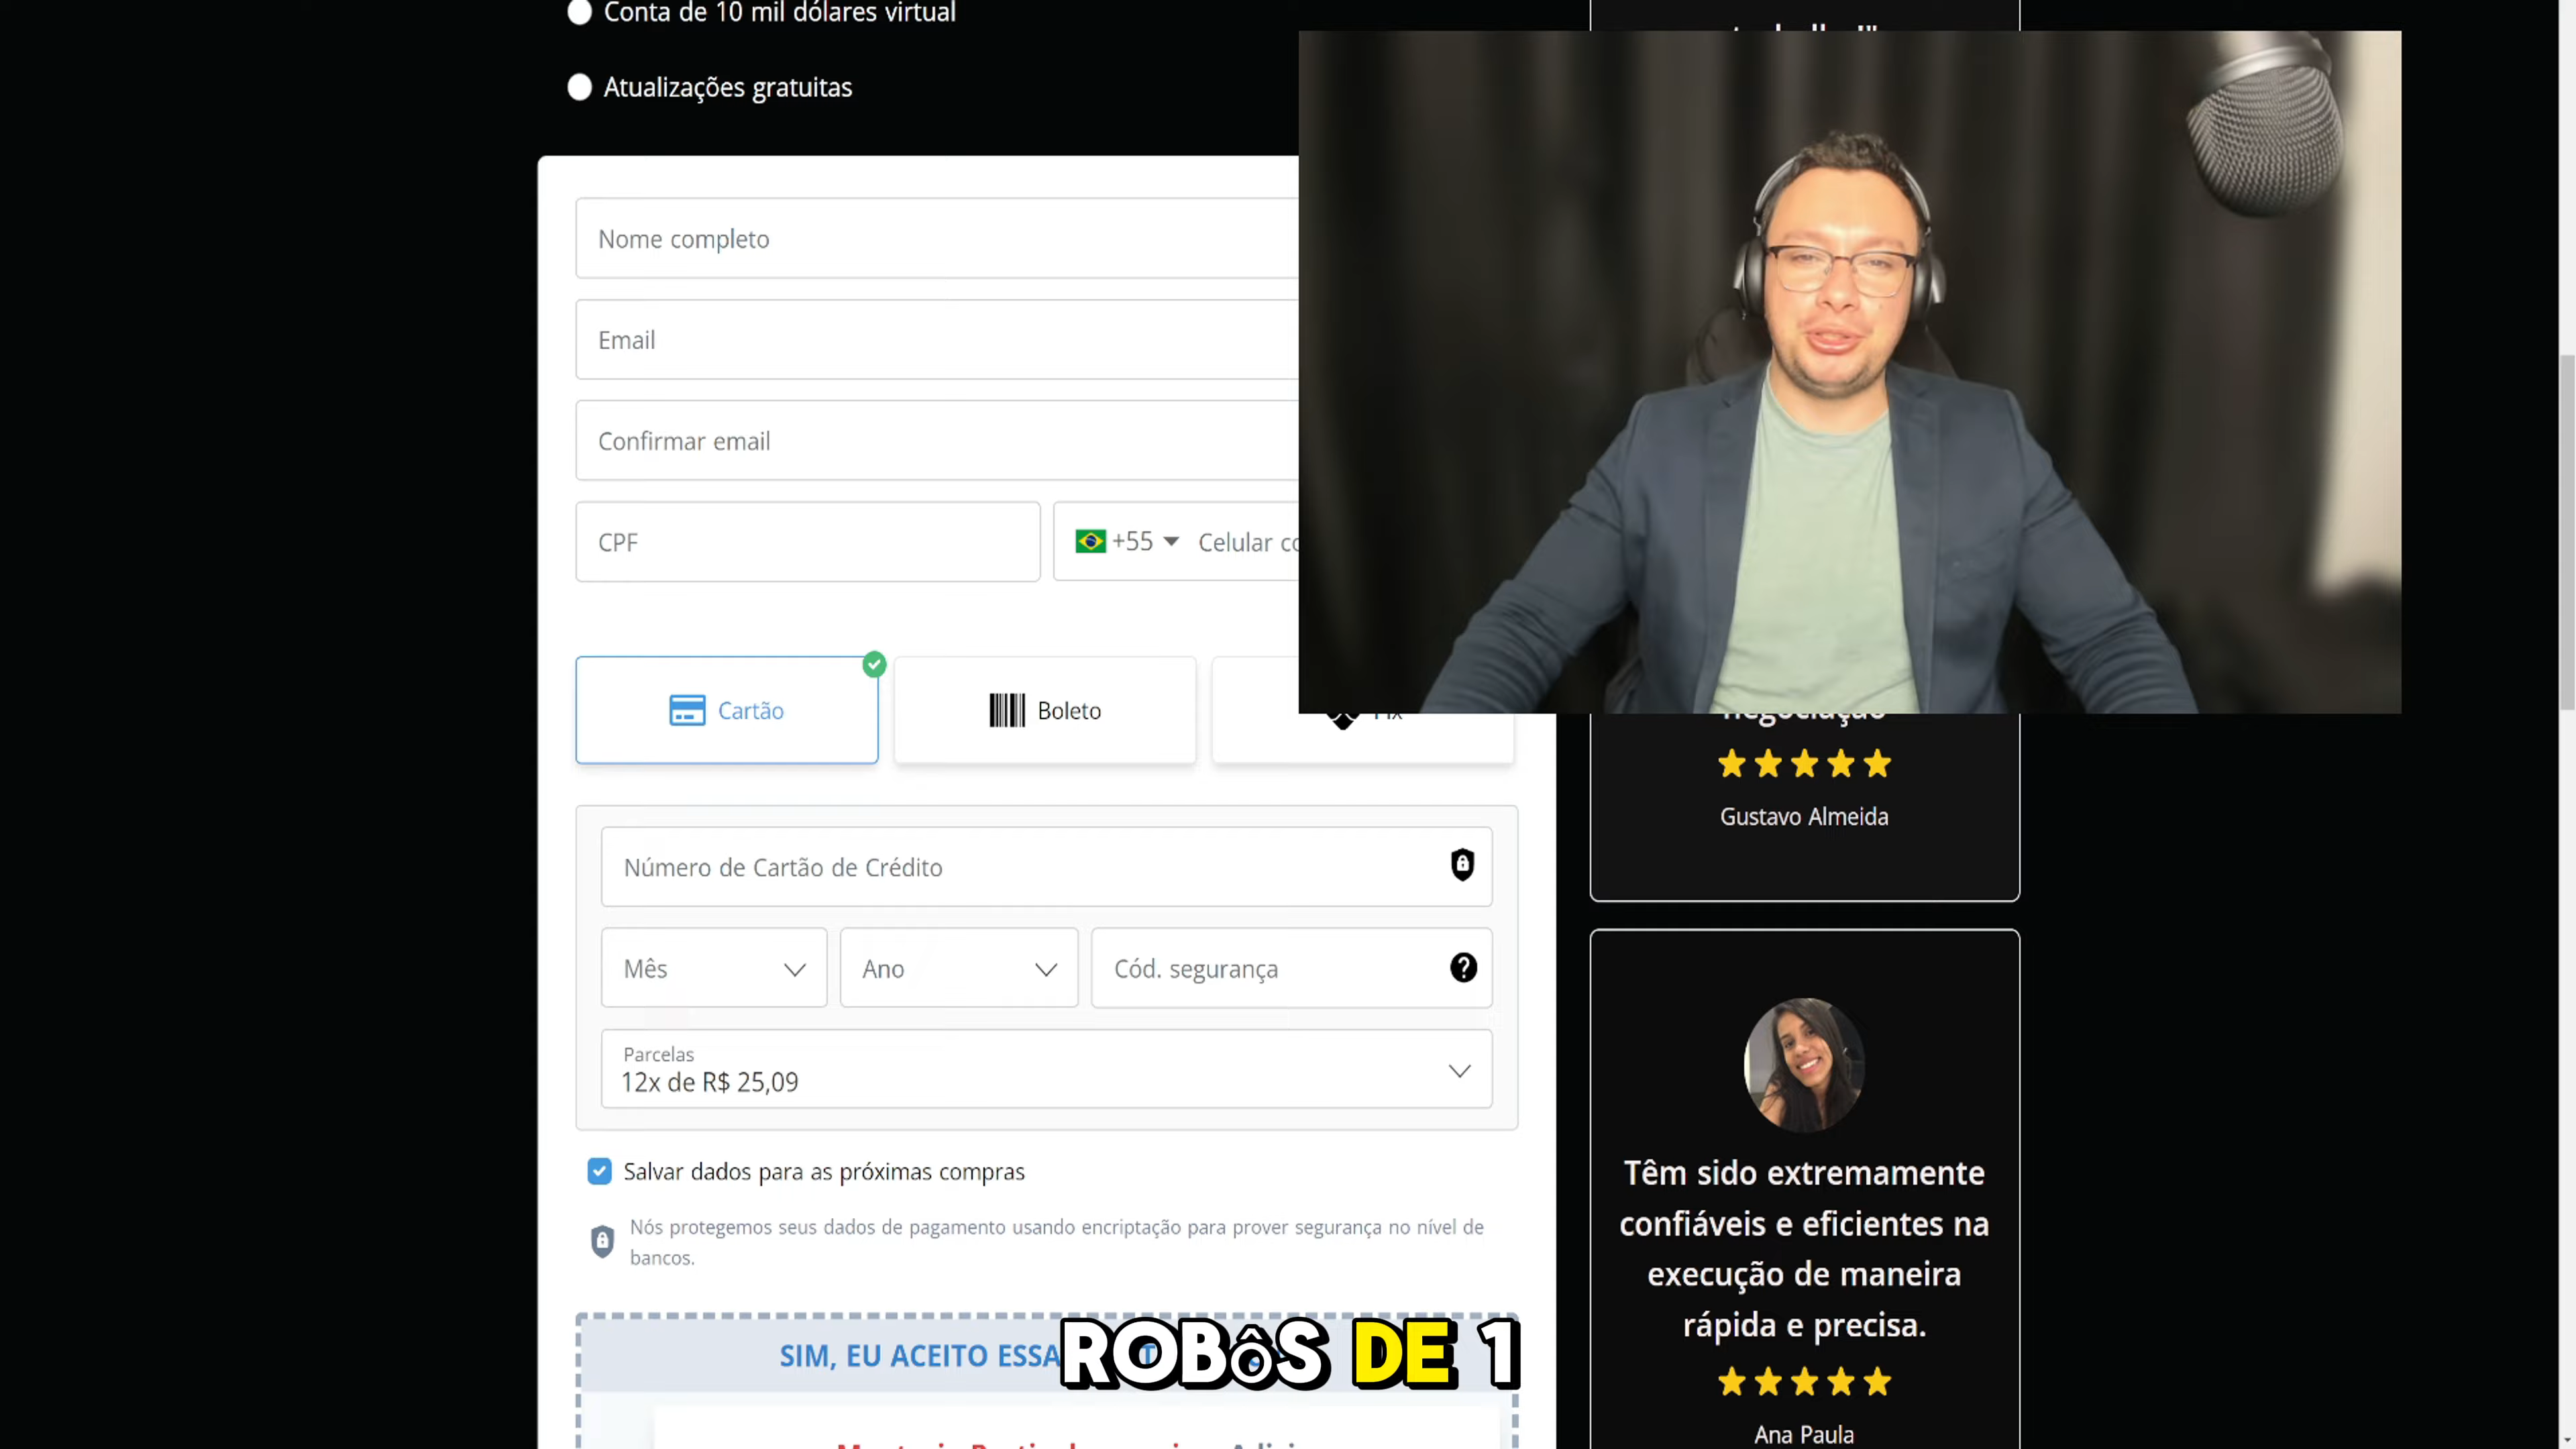 Conta de 10 mil dólares virtual
Atualizações gratuitas
Nome completo
Email
Confirmar email
CPF
+55
Celular
Cartão
Boleto
Número de Cartão de Crédito
Mês
Ano
Cód. segurança
Parcelas
12x de R$ 25,09
Salvar dados para as próximas compras
Nós protegemos seus dados de pagamento usando encriptação para prover segurança no nível de
bancos.
SIM, EU ACEITO ESSA
ROBÔS DE 1
negociação
Gustavo Almeida
Têm sido extremamente
confiáveis e eficientes na
execução de maneira
rápida e precisa.
Ana Paula